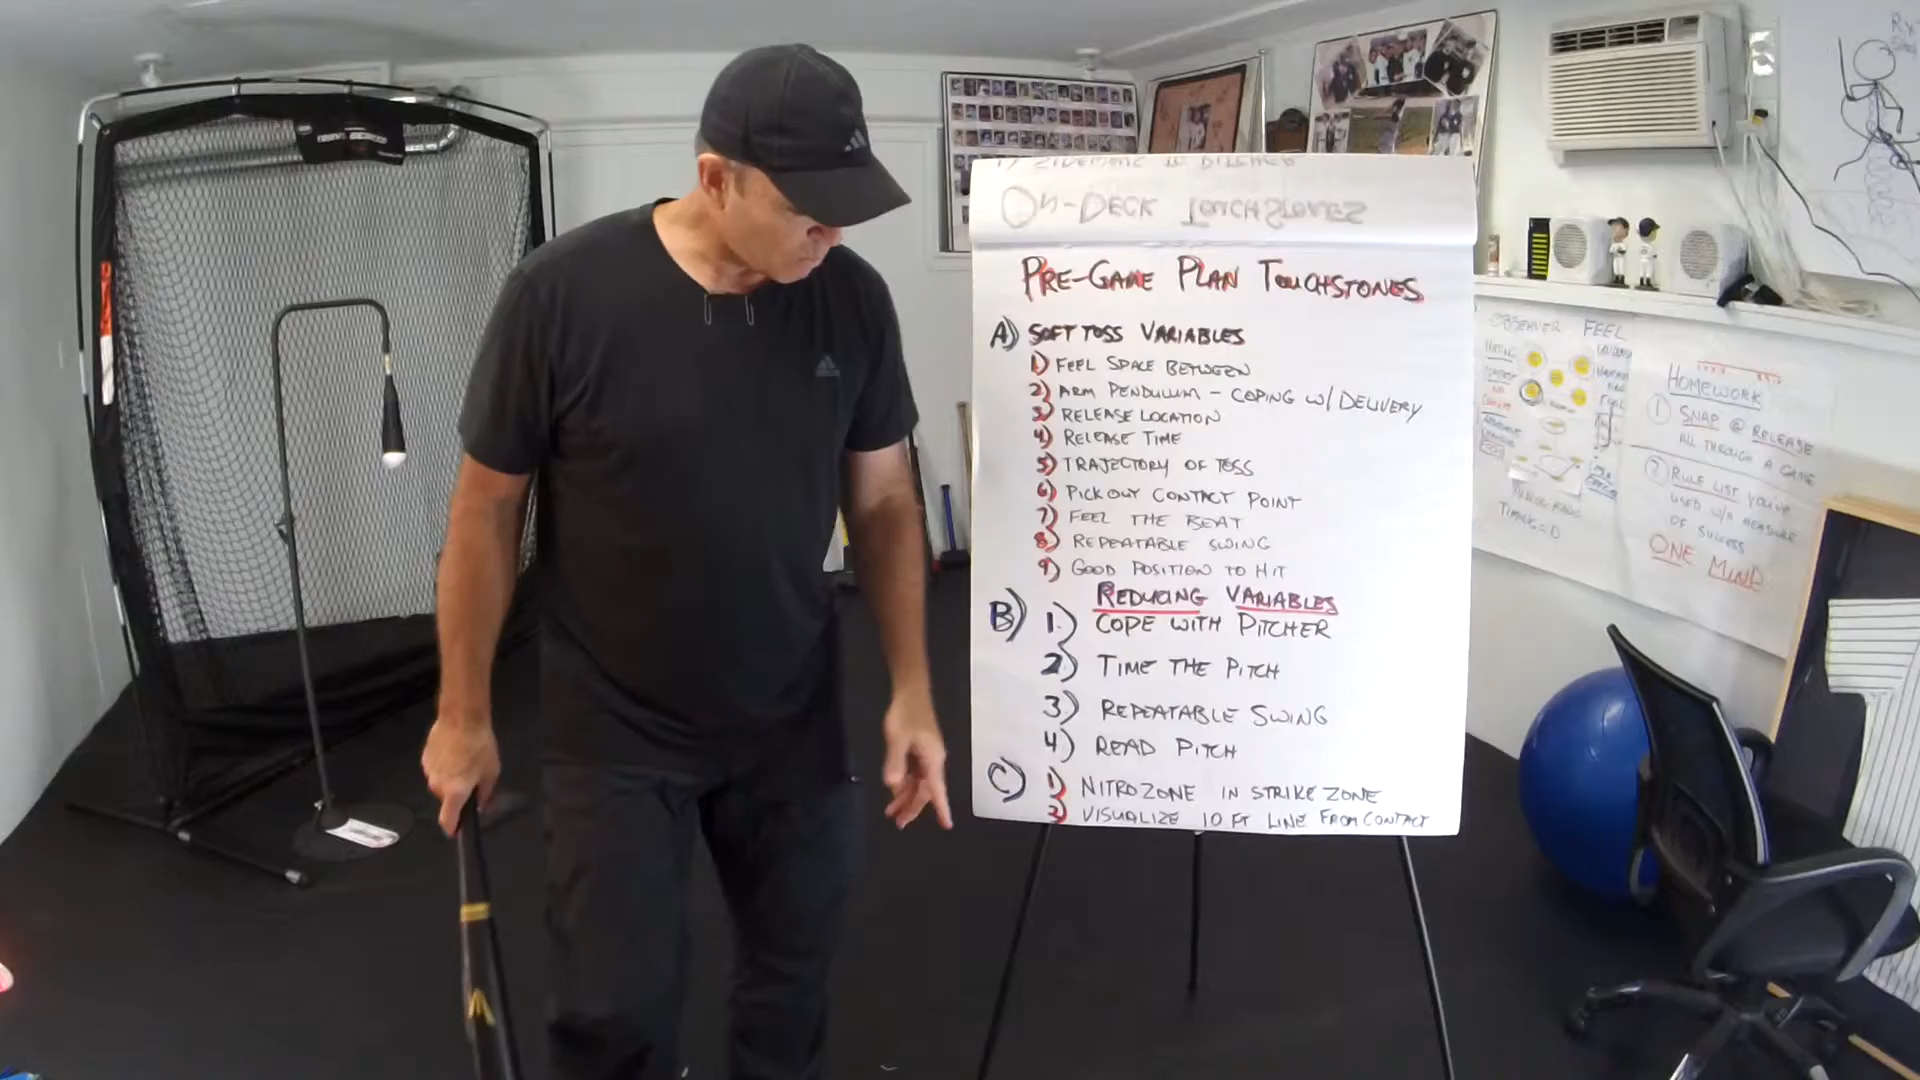 ON-DECK TOUCHSTONES
PRE-GAME PLAN TOUCHSTONES
A) SOFT TOSS VARIABLES
1) FEEL SPACE BETWEEN
2) ARM PENDULUM - COPING W/ DELIVERY
3) RELEASE LOCATION
4) RELEASE TIME
5) TRAJECTORY OF TOSS
6) PICK OUT CONTACT POINT
7) FEEL THE BEAT
8) REPEATABLE SWING
9) GOOD POSITION TO HIT
REDUCING VARIABLES
B) 1.) COPE WITH PITCHER
2.) TIME THE PITCH
3) REPEATABLE SWING
4) READ PITCH
C) 1) NITROZONE IN STRIKE ZONE
2) VISUALIZE 10 FT LINE FROM CONTACT
OBSERVER FEEL
TIMING = 0
HOMEWORK
1 SNAP @ RELEASE
ALL THROUGH A GAME
2 RULE LIST YOU'VE
USED W/A MEASURE
OF SUCCESS
ONE MIND